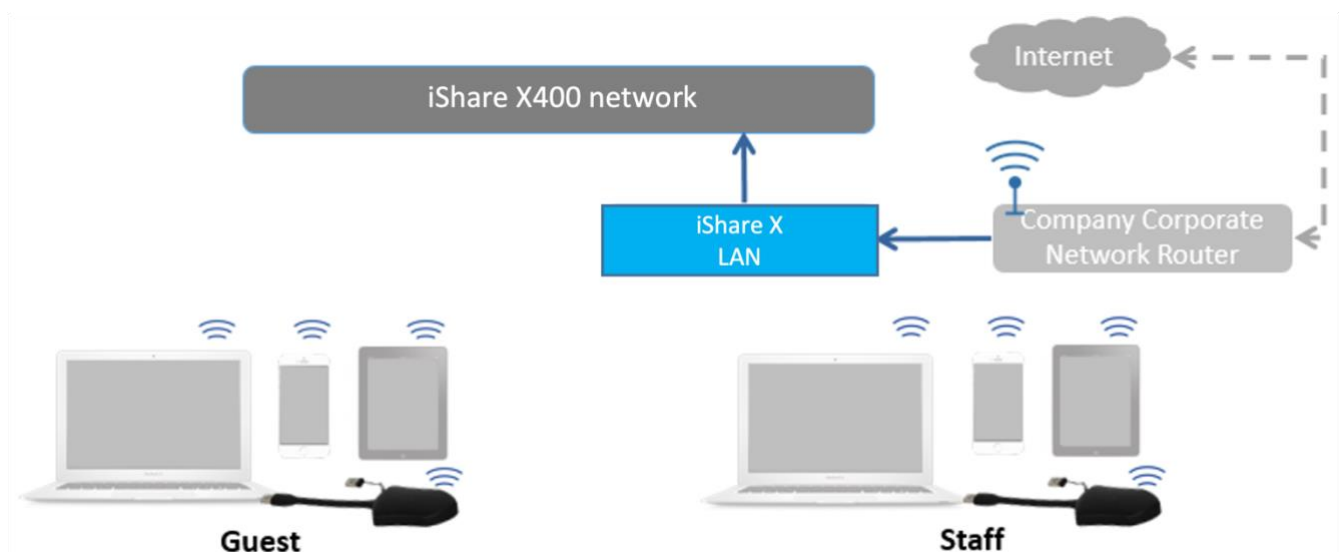 Internet
iShare X400 network
iShare X
LAN
Company Corporate
Network Router
Guest
Staff